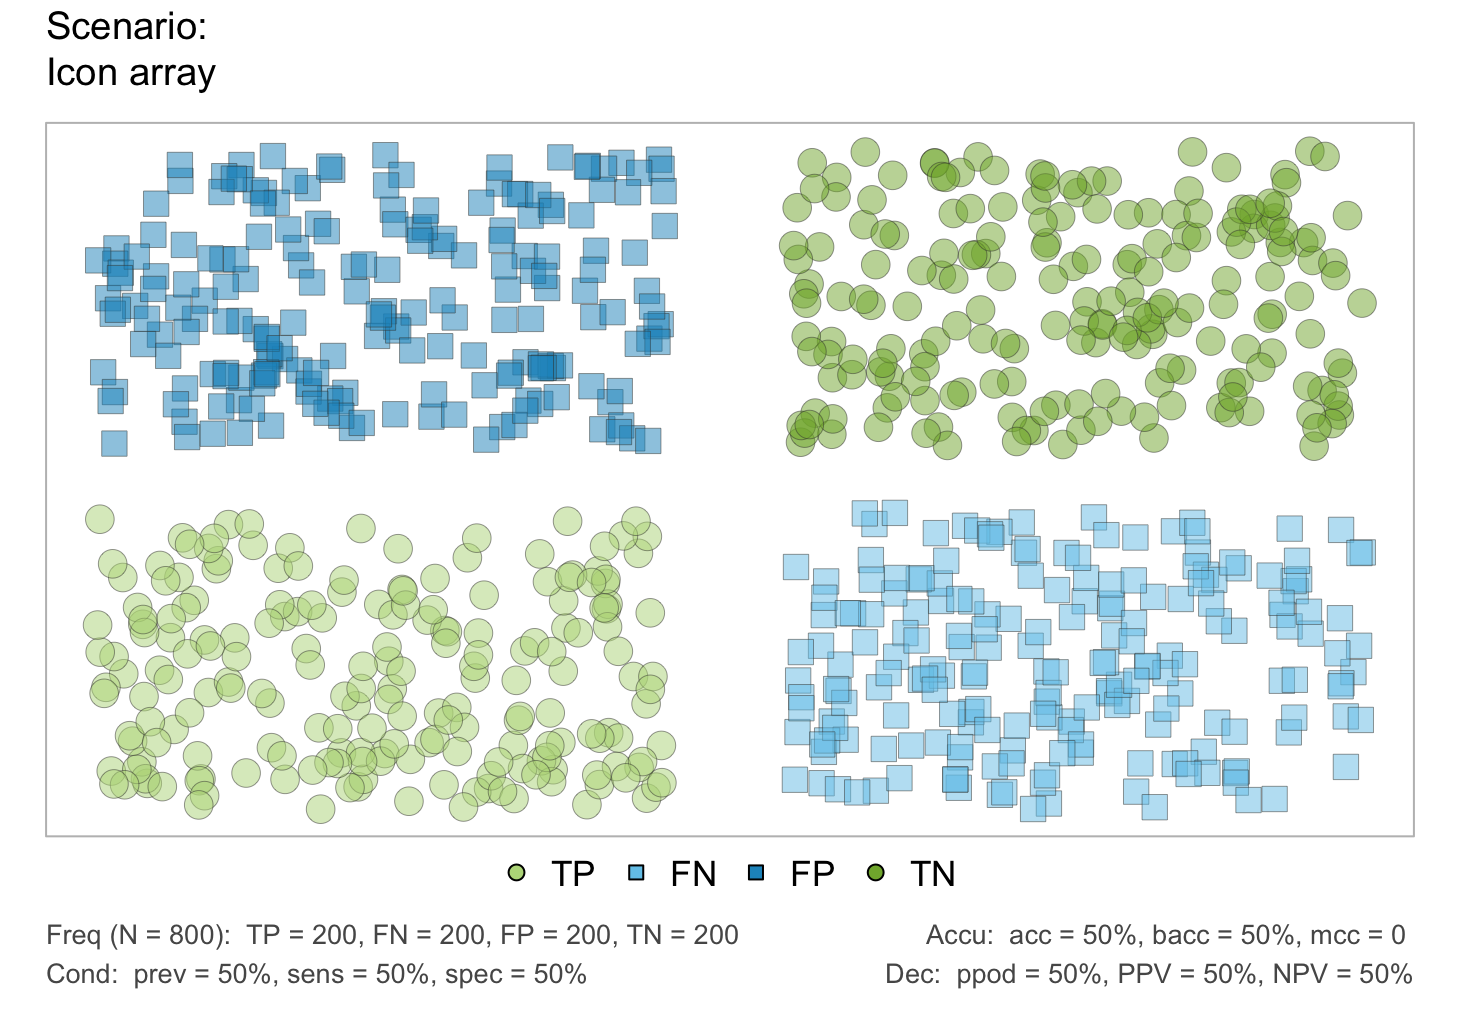 Scenario:
Icon array
TP FN FP TN
Freq (N = 800): TP = 200, FN = 200, FP = 200, TN = 200
Accu: acc = 50%, bacc = 50%, mcc = 0
Cond: prev = 50%, sens = 50%, spec = 50%
Dec: ppod = 50%, PPV = 50%, NPV = 50%